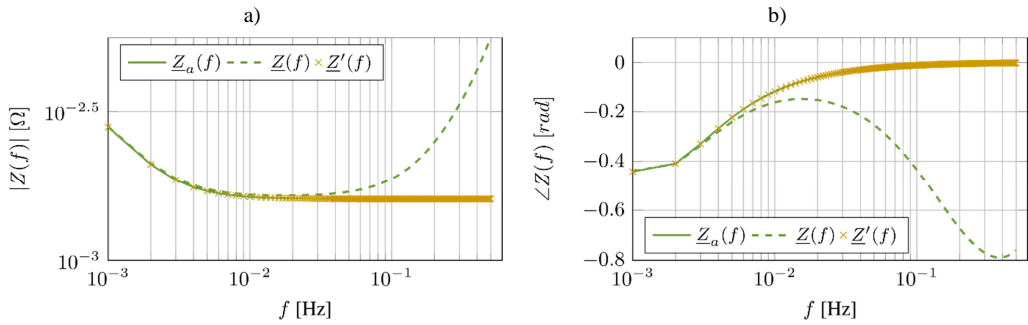 a)
b)
Z_a(f) Z(f) Z'(f)
|Z(f)| [Ω]
10^−2.5
10^−3
10^−3 10^−2 10^−1
f [Hz]
∠Z(f) [rad]
0
−0.2
−0.4
−0.6
−0.8
Z_a(f) Z(f) Z'(f)
10^−3 10^−2 10^−1
f [Hz]